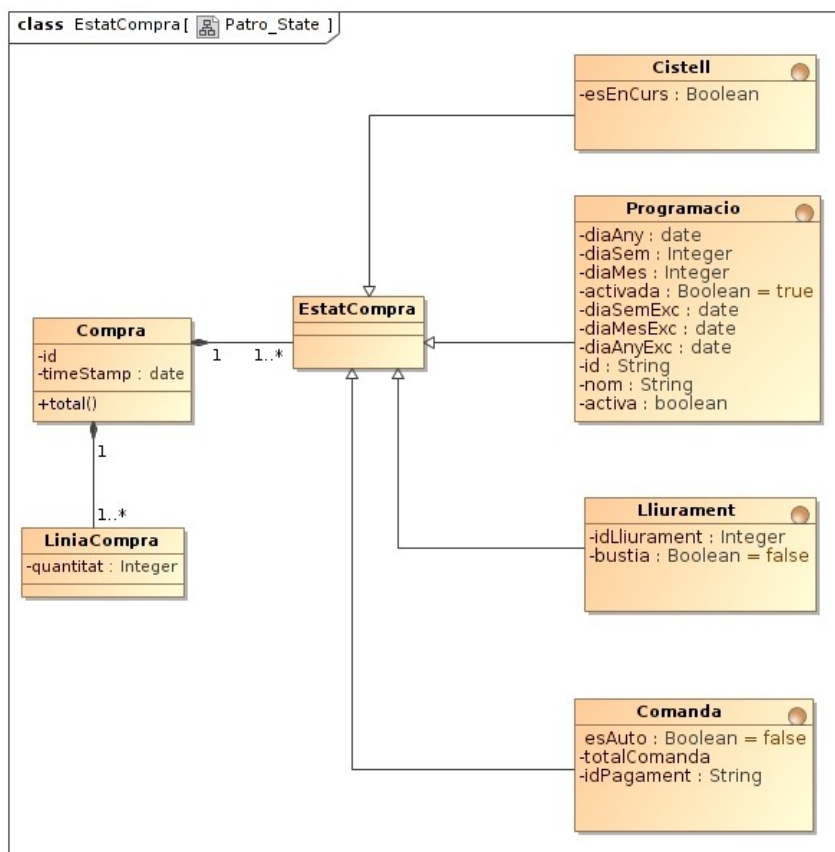 class EstatCompra [ Patro_State ]
Cistell
-esEnCurs : Boolean
Programacio
-diaAny : date
-diaSem : Integer
-diaMes : Integer
-activada : Boolean = true
-diaSemExc : date
-diaMesExc : date
-diaAnyExc : date
-id : String
-nom : String
-activa : boolean
EstatCompra
1
1..*
Compra
-id
-timeStamp : date
+total()
1
1..*
LiniaCompra
-quantitat : Integer
Lliurament
-idLliurament : Integer
-bustia : Boolean = false
Comanda
esAuto : Boolean = false
-totalComanda
-idPagament : String